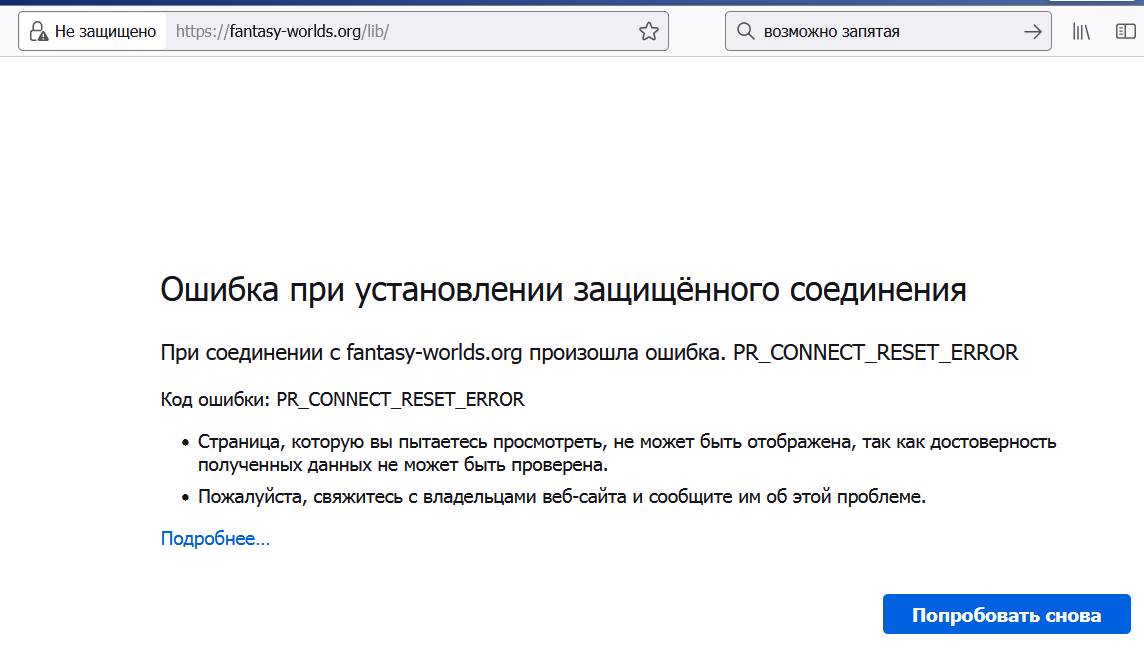 Не защищено https://fantasy-worlds.org/lib/ возможно запятая
Ошибка при установлении защищённого соединения
При соединении с fantasy-worlds.org произошла ошибка. PR_CONNECT_RESET_ERROR
Код ошибки: PR_CONNECT_RESET_ERROR
• Страница, которую вы пытаетесь просмотреть, не может быть отображена, так как достоверность
полученных данных не может быть проверена.
• Пожалуйста, свяжитесь с владельцами веб-сайта и сообщите им об этой проблеме.
Подробнее...
Попробовать снова